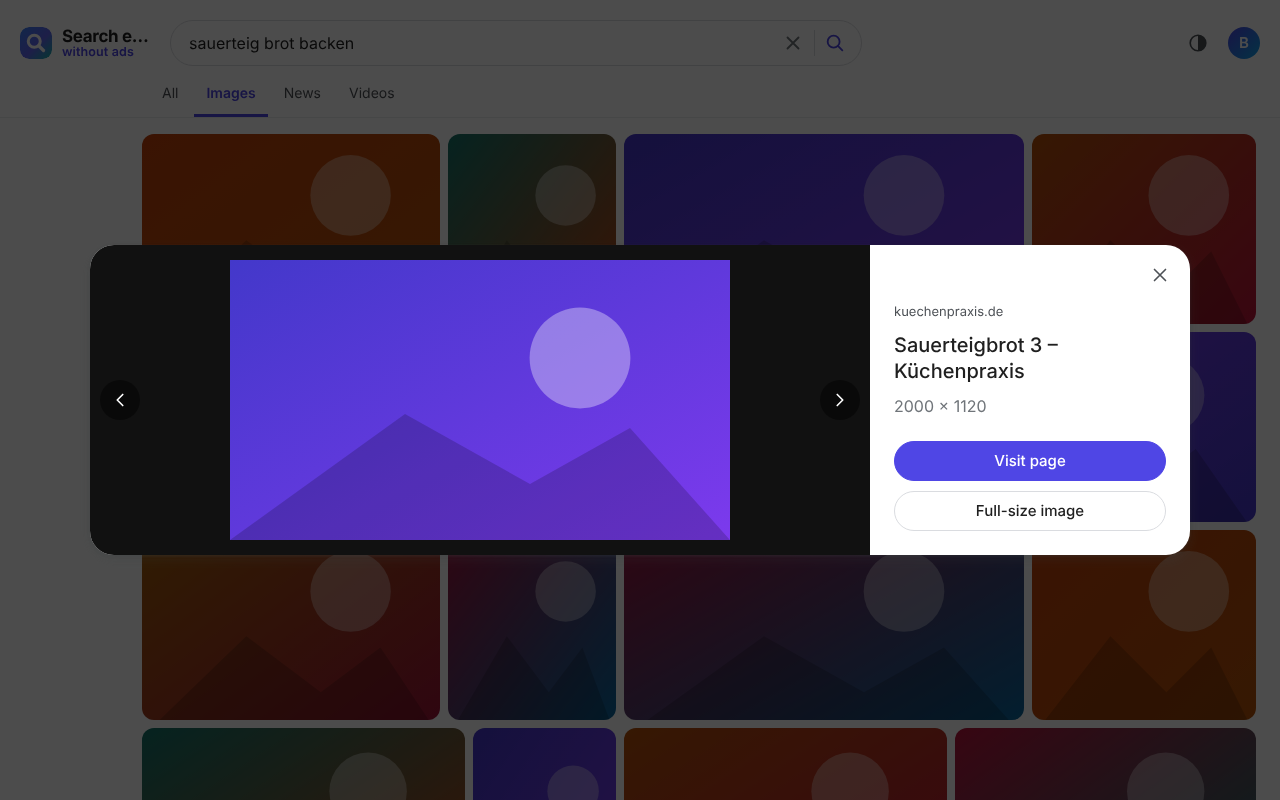 Search e...
without ads
sauerteig brot backen
B
All
Images
News
Videos
kuechenpraxis.de
Sauerteigbrot 3 –
Küchenpraxis
2000 × 1120
Visit page
Full-size image